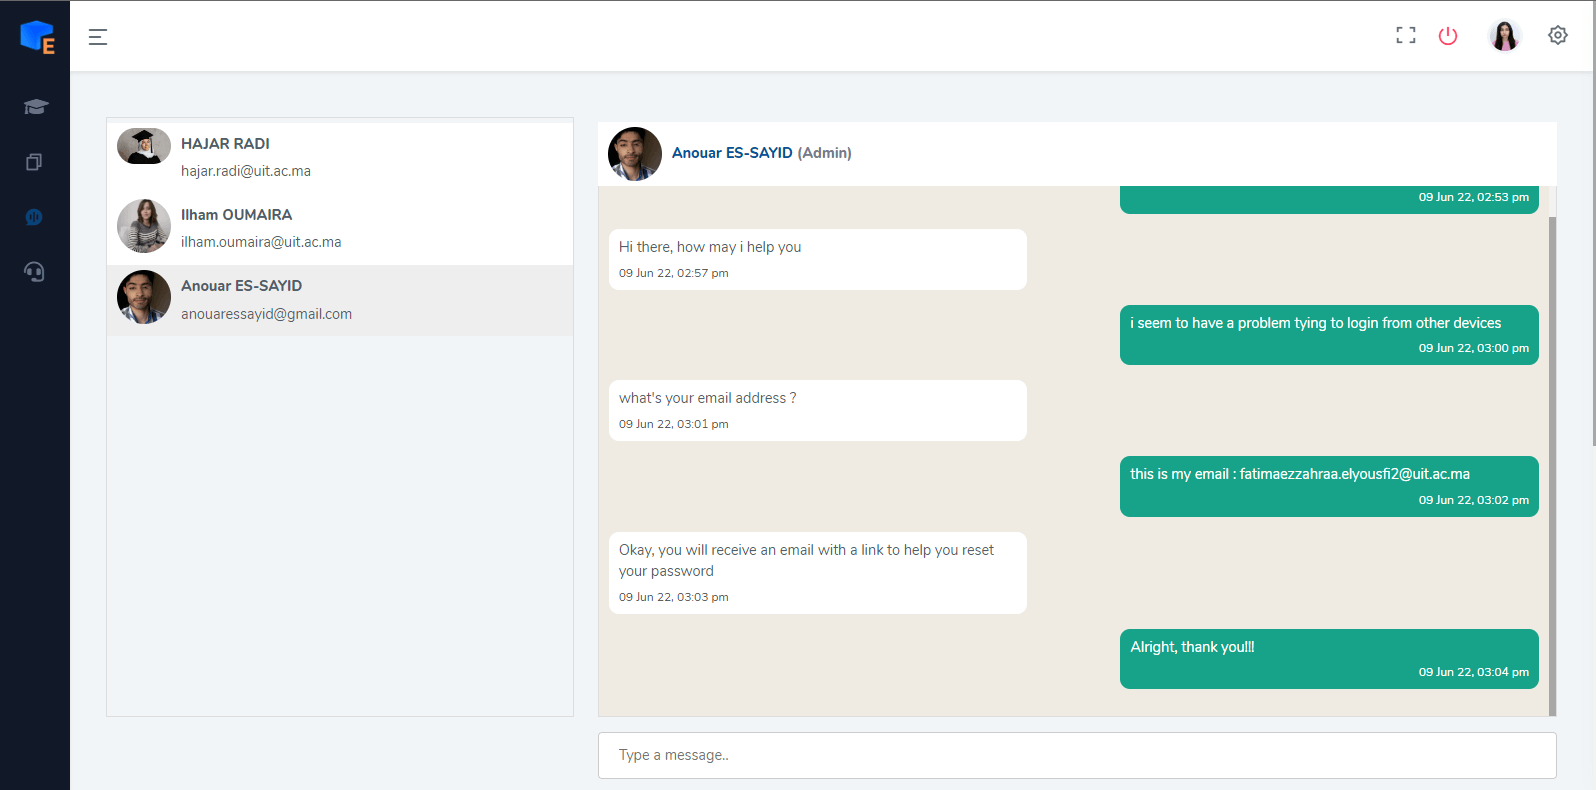 E
HAJAR RADI
hajar.radi@uit.ac.ma
Ilham OUMAIRA
ilham.oumaira@uit.ac.ma
Anouar ES-SAYID
anouaressayid@gmail.com
Anouar ES-SAYID (Admin)
09 Jun 22, 02:53 pm
Hi there, how may i help you
09 Jun 22, 02:57 pm
i seem to have a problem tying to login from other devices
09 Jun 22, 03:00 pm
what's your email address ?
09 Jun 22, 03:01 pm
this is my email : fatimaezzahraa.elyousfi2@uit.ac.ma
09 Jun 22, 03:02 pm
Okay, you will receive an email with a link to help you reset
your password
09 Jun 22, 03:03 pm
Alright, thank you!!!
09 Jun 22, 03:04 pm
Type a message..